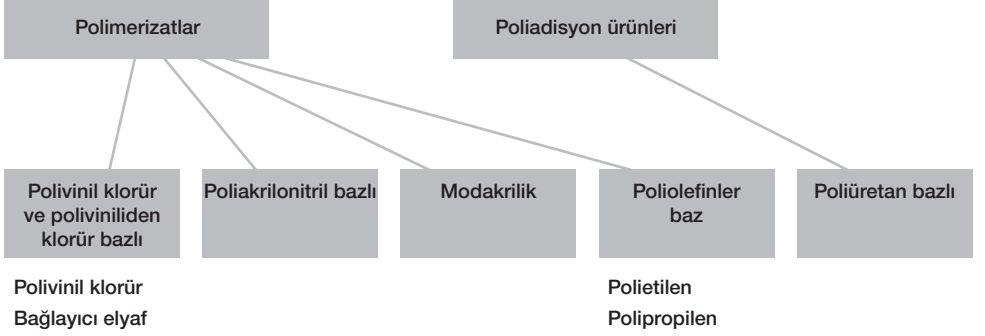 Polimerizatlar
Poliadisyon ürünleri
Polivinil klorür
ve poliviniliden
klorür bazlı
Poliakrilonitril bazlı
Modakrilik
Poliolefinler
baz
Poliüretan bazlı
Polivinil klorür
Bağlayıcı elyaf
Polietilen
Polipropilen